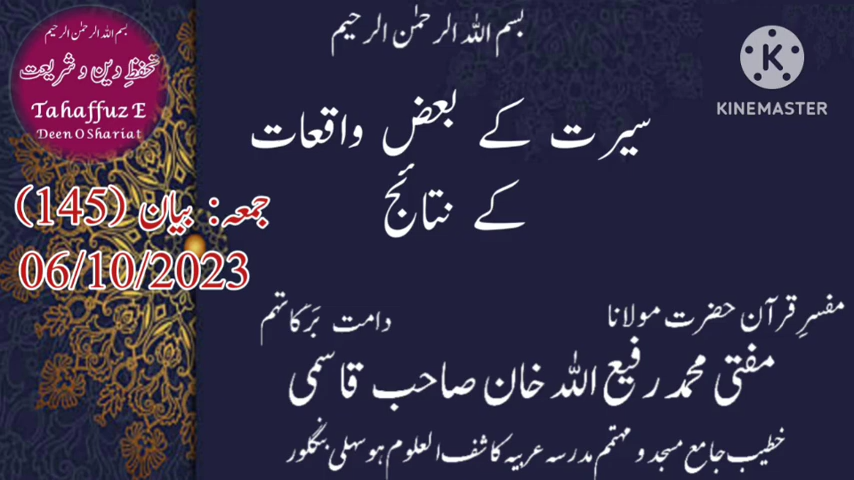 بسم اللہ الرحمٰن الرحیم
تحفظِ دین و شریعت
Tahaffuz E
Deen O Shariat
بسم اللہ الرحمٰن الرحیم
KINEMASTER
سیرت کے بعض واقعات
کے نتائج
جمعہ: بیان (145)
06/10/2023
مفسرِ قرآن حضرت مولانا دامت برکاتہم
مفتی محمد رفیع اللہ خان صاحب قاسمی
خطیب جامع مسجد و مہتمم مدرسہ عربیہ کاشف العلوم ہوسہلی بنگلور